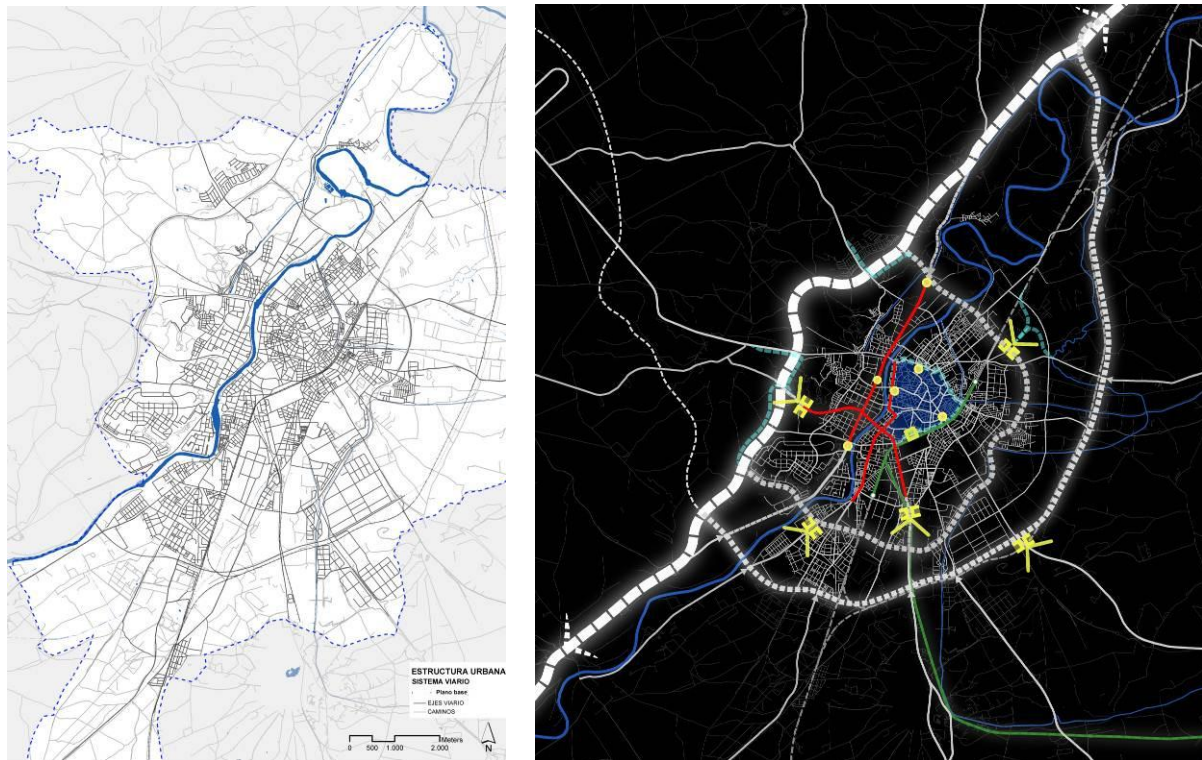 ESTRUCTURA URBANA
SISTEMA VIARIO
Plano base
EJES VIARIO
CAMINOS
0 500 1.000 2.000
Meters
N